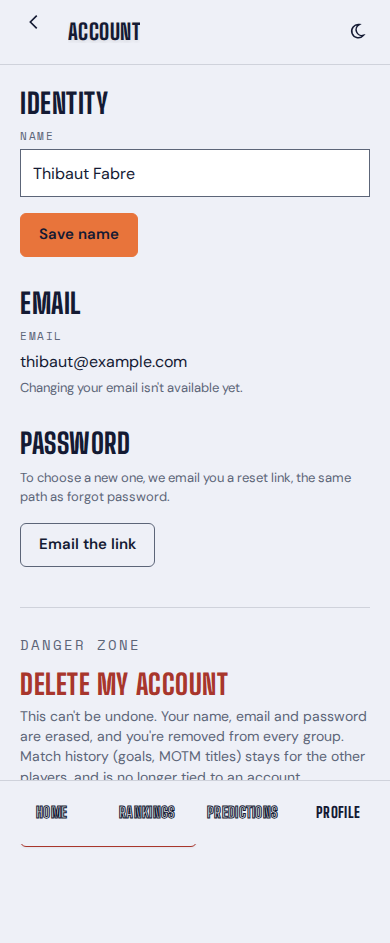 ACCOUNT
IDENTITY
NAME
Thibaut Fabre
Save name
EMAIL
EMAIL
thibaut@example.com
Changing your email isn't available yet.
PASSWORD
To choose a new one, we email you a reset link, the same
path as forgot password.
Email the link
DANGER ZONE
DELETE MY ACCOUNT
This can't be undone. Your name, email and password
are erased, and you're removed from every group.
Match history (goals, MOTM titles) stays for the other
players, and is no longer tied to an account.
HOME
RANKINGS
PREDICTIONS
PROFILE